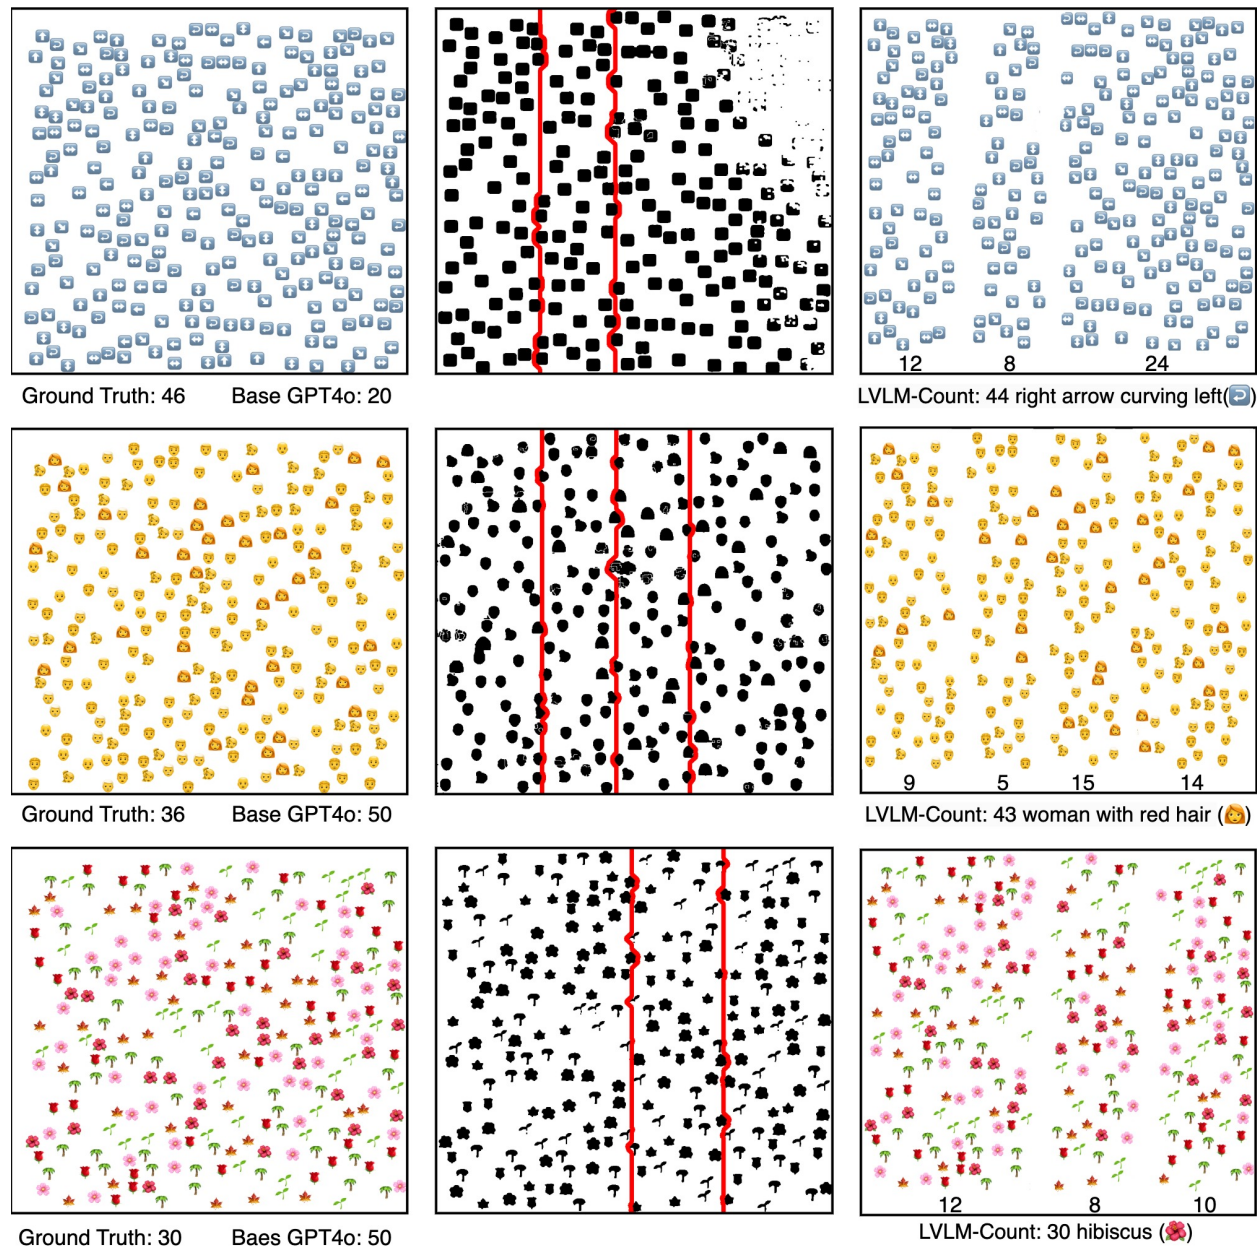 12 8 24
Ground Truth: 46 Base GPT4o: 20 LVLM-Count: 44 right arrow curving left(↩️)
9 5 15 14
Ground Truth: 36 Base GPT4o: 50 LVLM-Count: 43 woman with red hair (👩‍🦰)
12 8 10
Ground Truth: 30 Baes GPT4o: 50 LVLM-Count: 30 hibiscus (🌺)